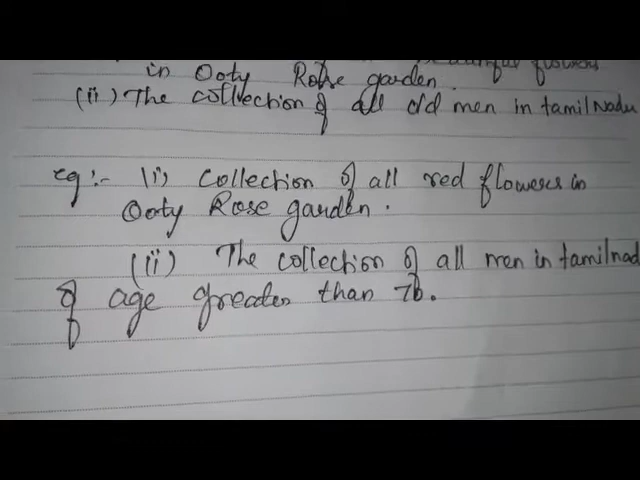 in Ooty Rose garden. flowers
(ii) The collection of all old men in tamilNadu
eg:- (i) collection of all red flowers in
Ooty Rose garden.
(ii) The collection of all men in tamilnad
of age greater than 70.